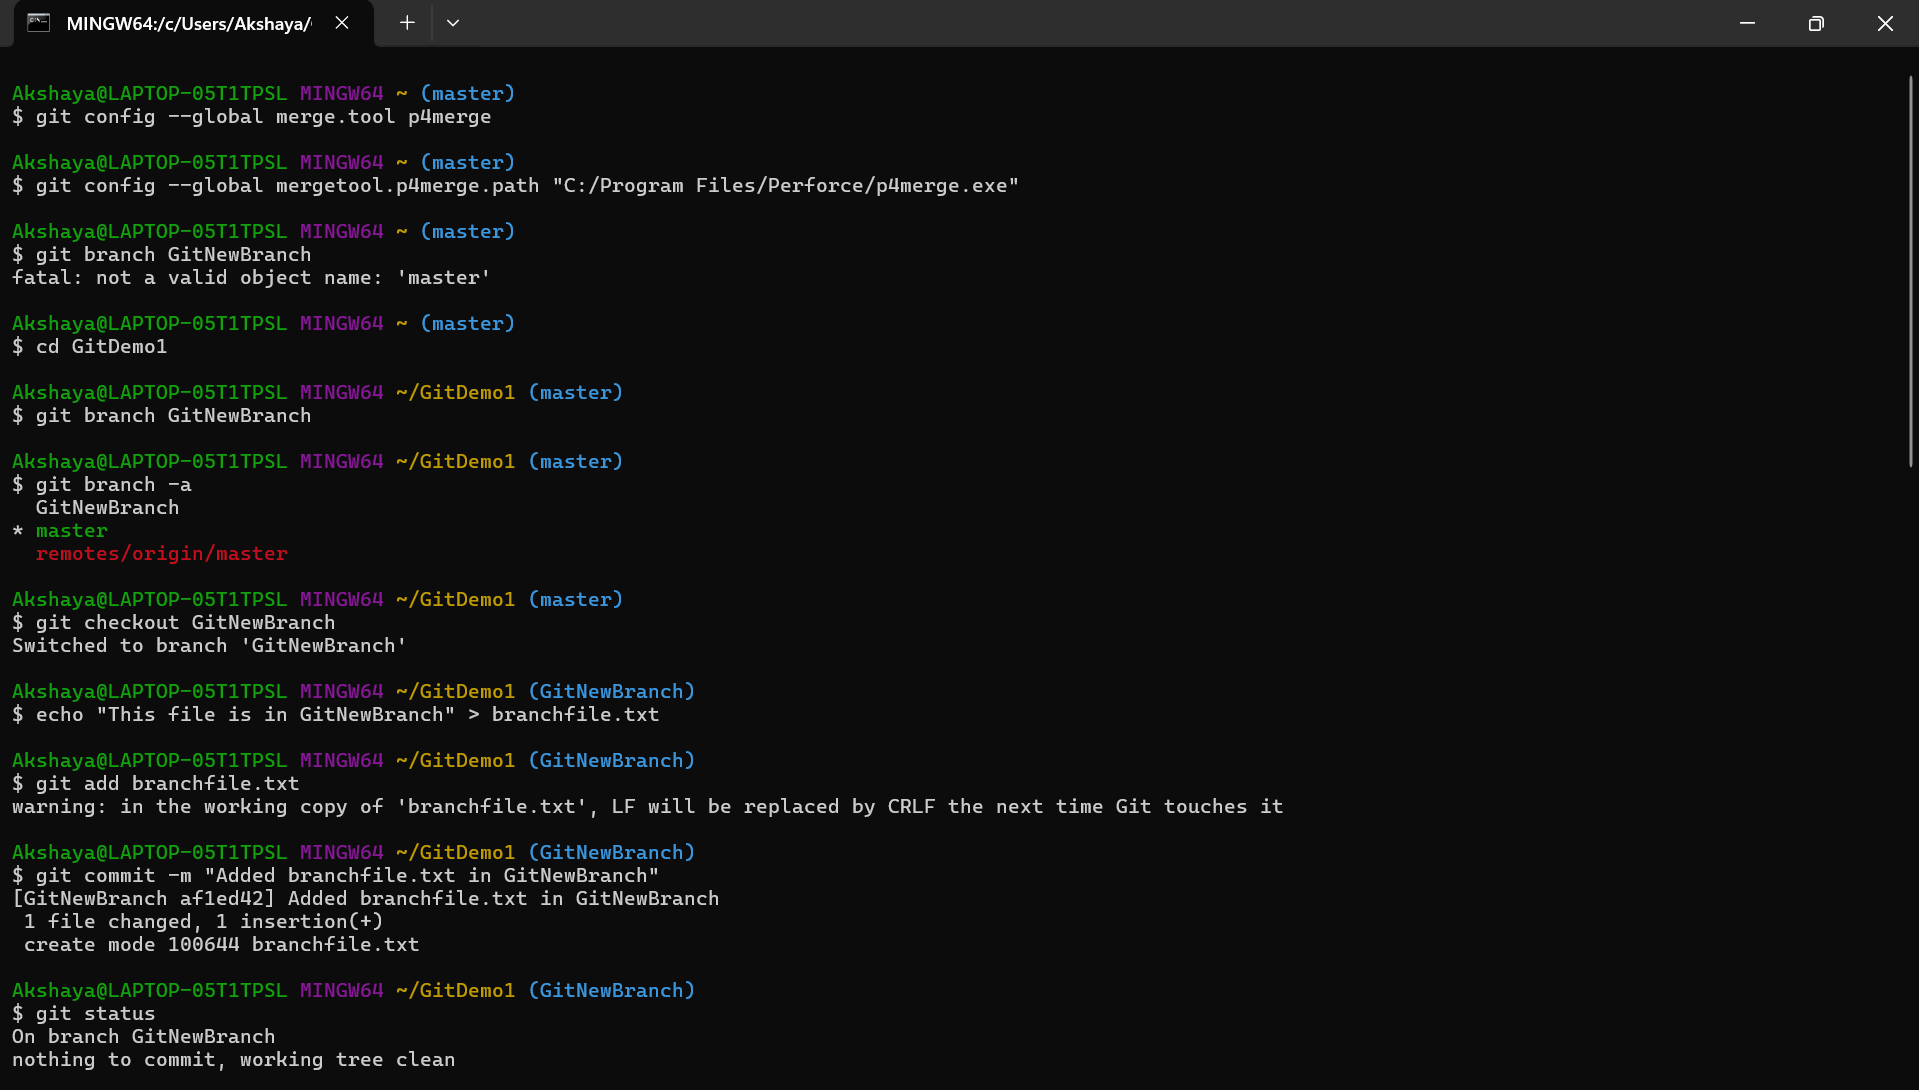 MINGW64:/c/Users/Akshaya/
Akshaya@LAPTOP-05T1TPSL MINGW64 ~ (master)
$ git config --global merge.tool p4merge
Akshaya@LAPTOP-05T1TPSL MINGW64 ~ (master)
$ git config --global mergetool.p4merge.path "C:/Program Files/Perforce/p4merge.exe"
Akshaya@LAPTOP-05T1TPSL MINGW64 ~ (master)
$ git branch GitNewBranch
fatal: not a valid object name: 'master'
Akshaya@LAPTOP-05T1TPSL MINGW64 ~ (master)
$ cd GitDemo1
Akshaya@LAPTOP-05T1TPSL MINGW64 ~/GitDemo1 (master)
$ git branch GitNewBranch
Akshaya@LAPTOP-05T1TPSL MINGW64 ~/GitDemo1 (master)
$ git branch -a
  GitNewBranch
* master
  remotes/origin/master
Akshaya@LAPTOP-05T1TPSL MINGW64 ~/GitDemo1 (master)
$ git checkout GitNewBranch
Switched to branch 'GitNewBranch'
Akshaya@LAPTOP-05T1TPSL MINGW64 ~/GitDemo1 (GitNewBranch)
$ echo "This file is in GitNewBranch" > branchfile.txt
Akshaya@LAPTOP-05T1TPSL MINGW64 ~/GitDemo1 (GitNewBranch)
$ git add branchfile.txt
warning: in the working copy of 'branchfile.txt', LF will be replaced by CRLF the next time Git touches it
Akshaya@LAPTOP-05T1TPSL MINGW64 ~/GitDemo1 (GitNewBranch)
$ git commit -m "Added branchfile.txt in GitNewBranch"
[GitNewBranch af1ed42] Added branchfile.txt in GitNewBranch
 1 file changed, 1 insertion(+)
 create mode 100644 branchfile.txt
Akshaya@LAPTOP-05T1TPSL MINGW64 ~/GitDemo1 (GitNewBranch)
$ git status
On branch GitNewBranch
nothing to commit, working tree clean